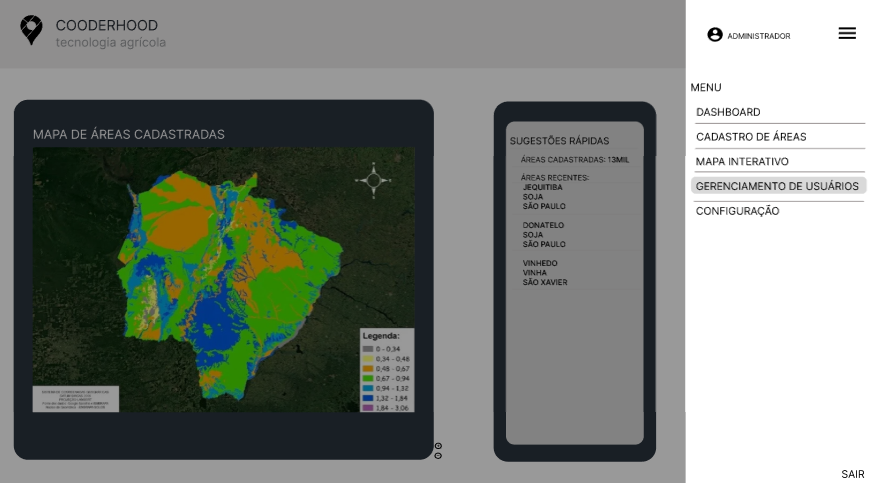 COODERHOOD
tecnologia agrícola
ADMINISTRADOR
MENU
DASHBOARD
CADASTRO DE ÁREAS
MAPA INTERATIVO
GERENCIAMENTO DE USUÁRIOS
CONFIGURAÇÃO
SAIR
MAPA DE ÁREAS CADASTRADAS
Legenda:
0 - 0,34
0,34 - 0,48
0,48 - 0,67
0,67 - 0,94
0,94 - 1,32
1,32 - 1,84
1,84 - 3,06
SUGESTÕES RÁPIDAS
ÁREAS CADASTRADAS: 13MIL
ÁREAS RECENTES:
JEQUITIBA
SOJA
SÃO PAULO
DONATELO
SOJA
SÃO PAULO
VINHEDO
VINHA
SÃO XAVIER